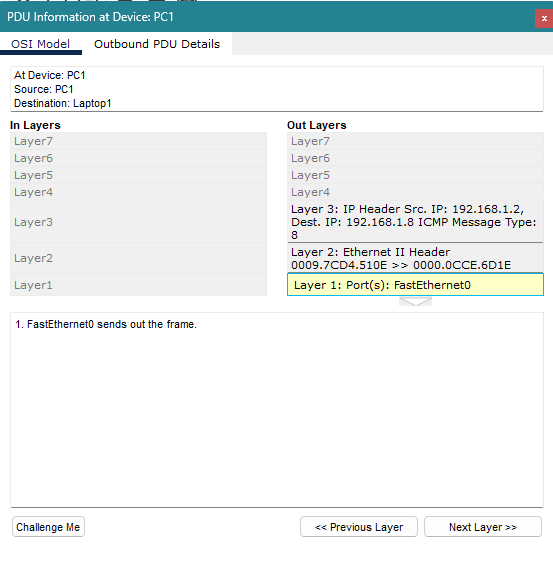 PDU Information at Device: PC1
x
OSI Model
Outbound PDU Details
At Device: PC1
Source: PC1
Destination: Laptop1
In Layers
Layer7
Layer6
Layer5
Layer4
Layer3
Layer2
Layer1
Out Layers
Layer7
Layer6
Layer5
Layer4
Layer 3: IP Header Src. IP: 192.168.1.2,
Dest. IP: 192.168.1.8 ICMP Message Type:
8
Layer 2: Ethernet II Header
0009.7CD4.510E >> 0000.0CCE.6D1E
Layer 1: Port(s): FastEthernet0
1. FastEthernet0 sends out the frame.
Challenge Me
<< Previous Layer
Next Layer >>